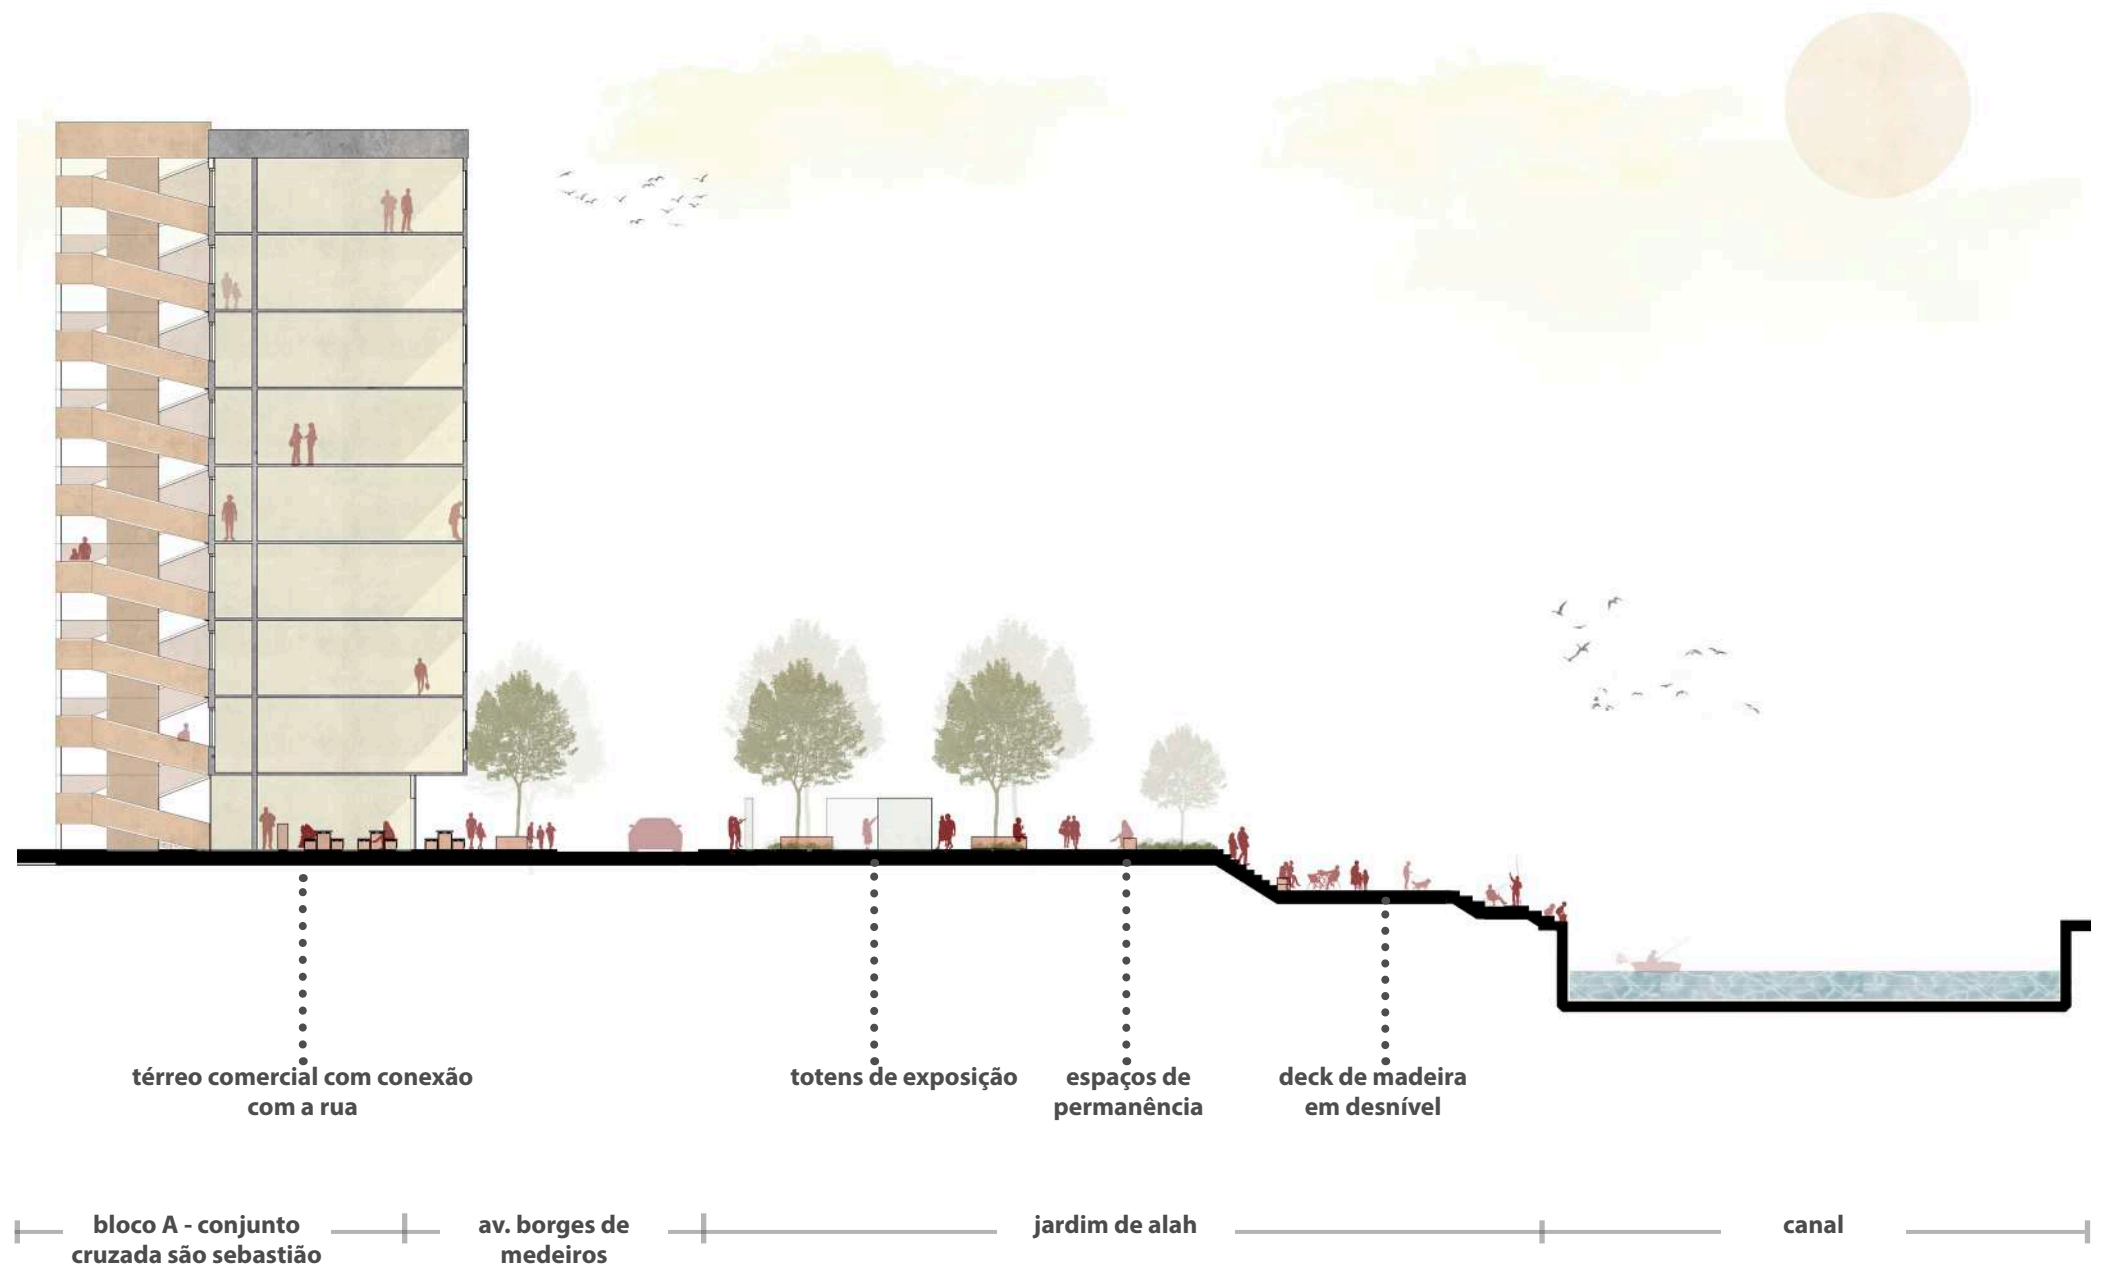 térreo comercial com conexão
com a rua
totens de exposição
espaços de
permanência
deck de madeira
em desnível
bloco A - conjunto
cruzada são sebastião
av. borges de
medeiros
jardim de alah
canal